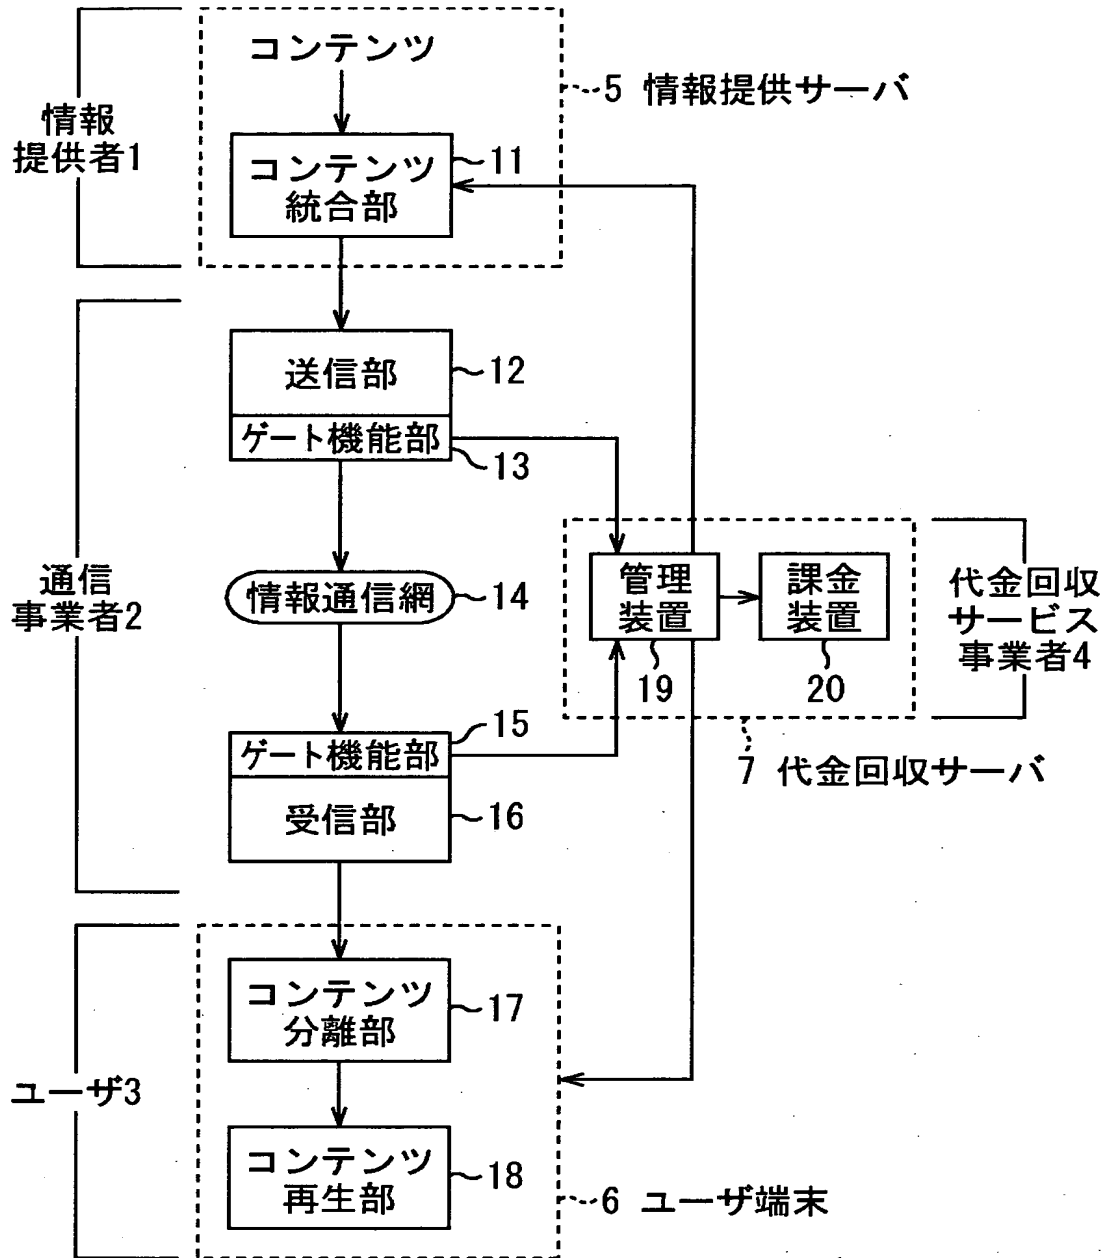 コンテンツ
5 情報提供サーバ
情報
提供者1
コンテンツ
統合部
11
送信部
12
ゲート機能部
13
通信
事業者2
情報通信網
14
管理
装置
19
課金
装置
20
代金回収
サービス
事業者4
7 代金回収サーバ
ゲート機能部
15
受信部
16
コンテンツ
分離部
17
ユーザ3
コンテンツ
再生部
18
6 ユーザ端末